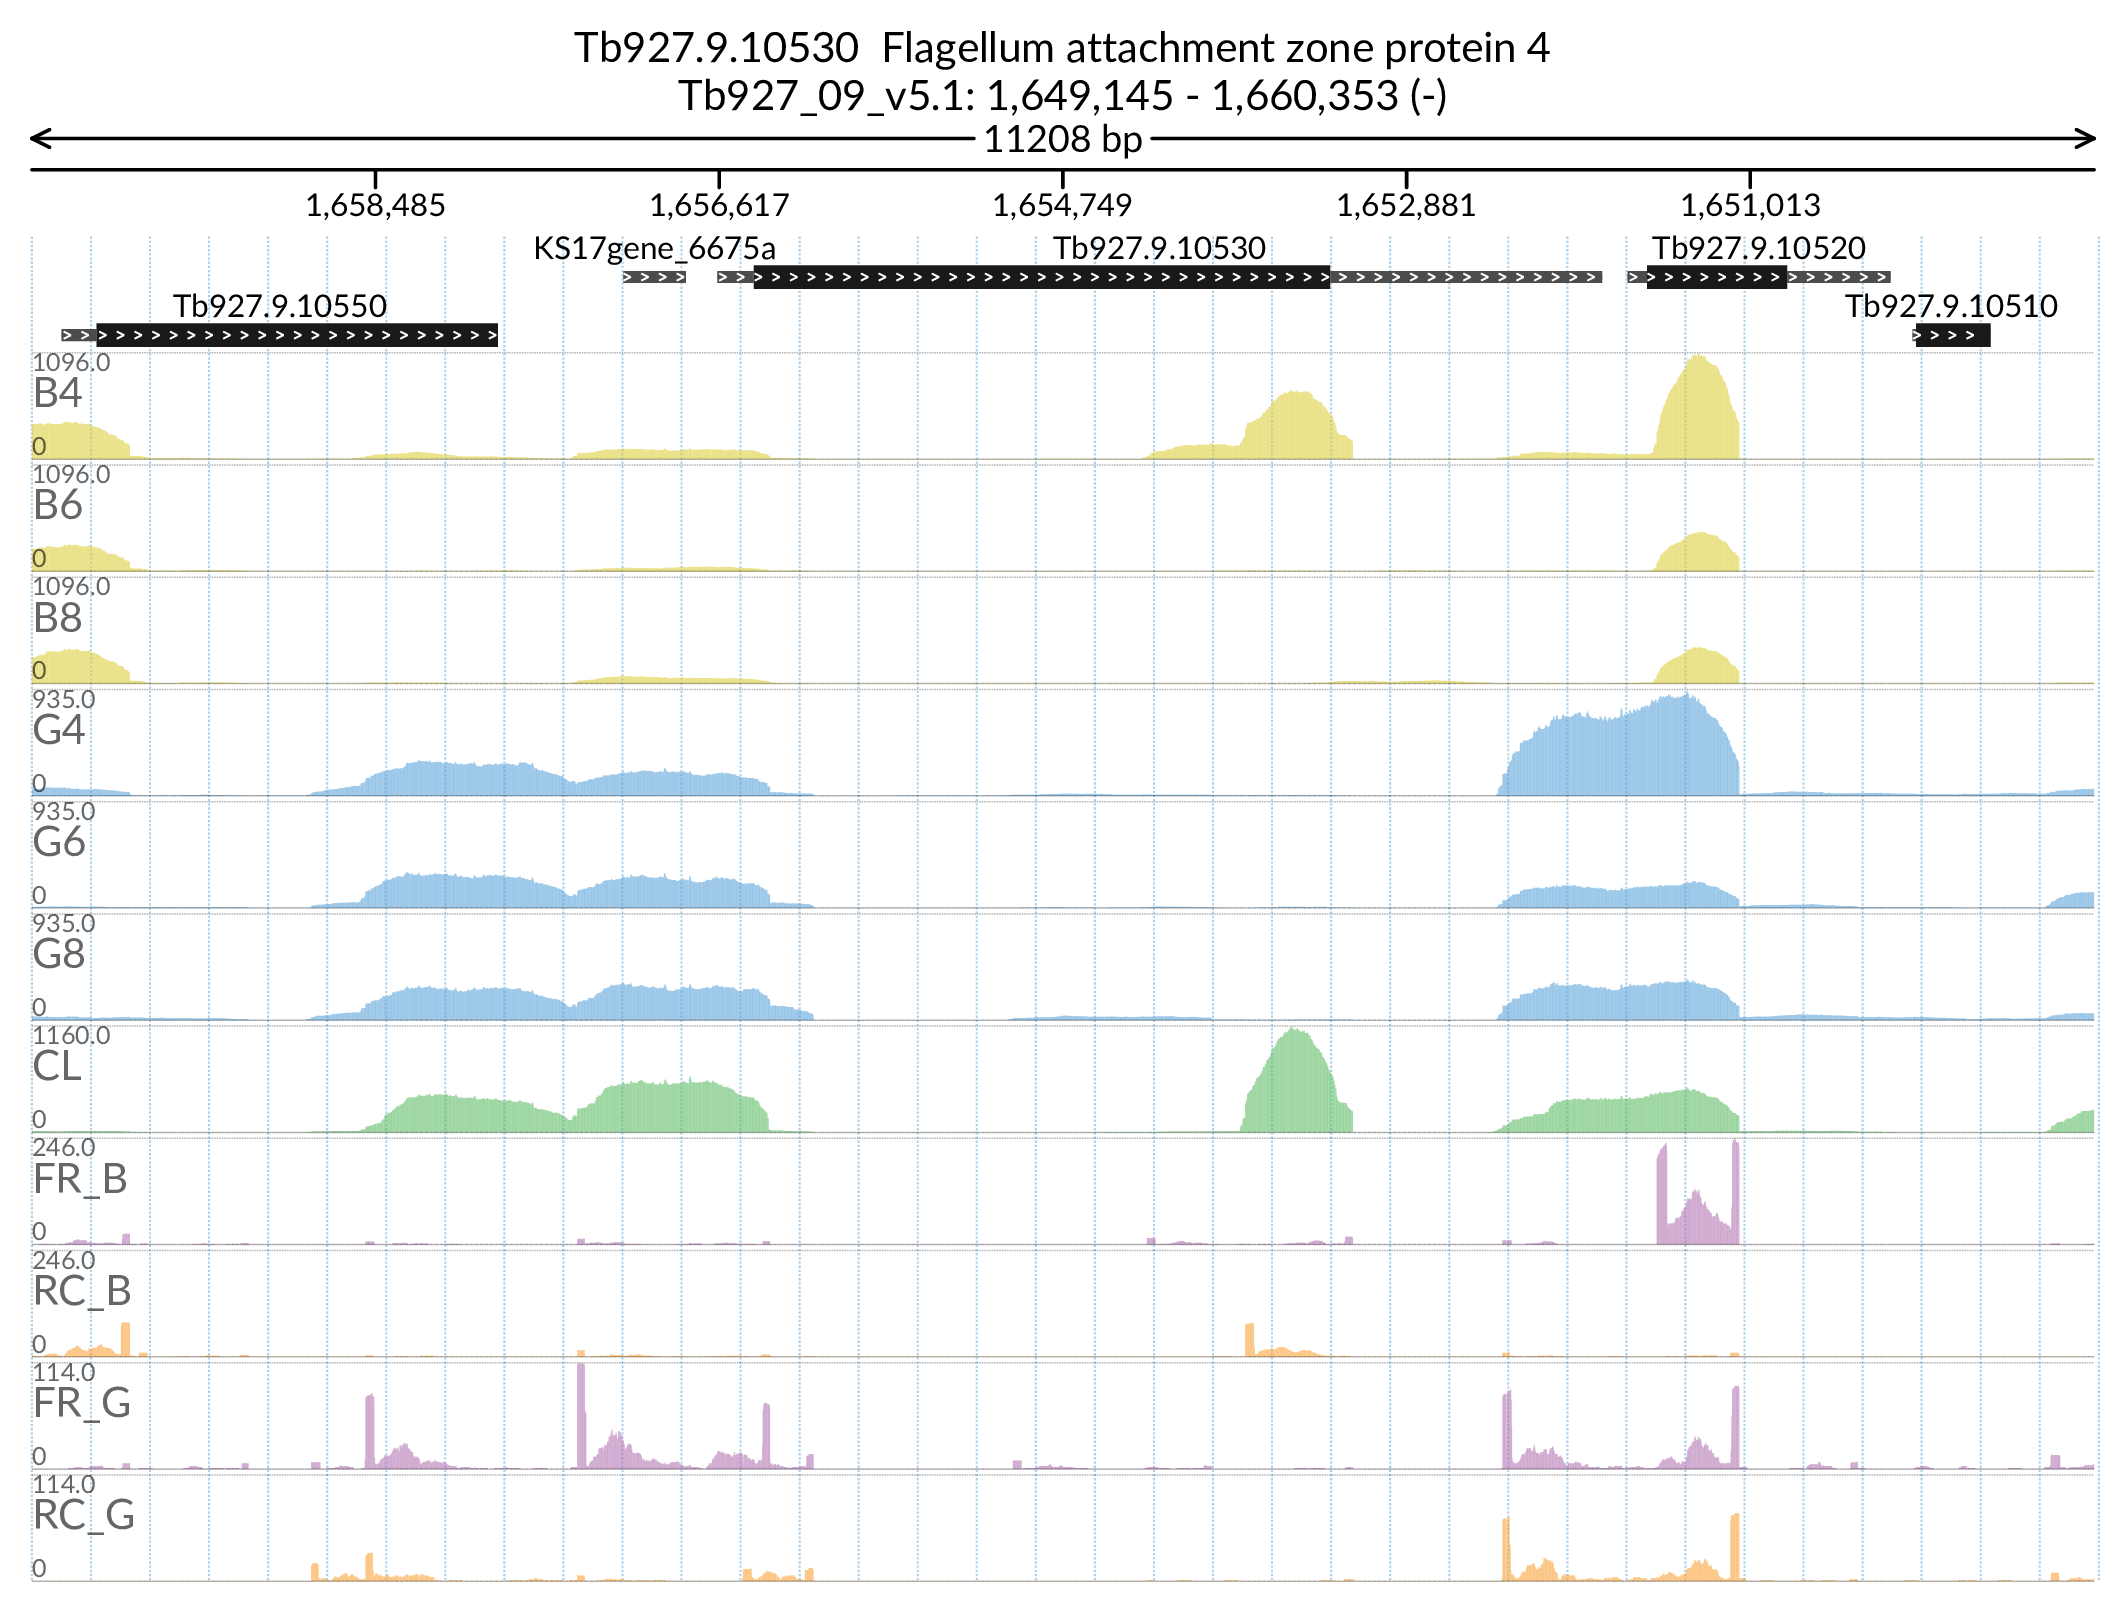 Tb927.9.10530 Flagellum attachment zone protein 4
Tb927_09_v5.1: 1,649,145 - 1,660,353 (-)
11208 bp
1,658,485 1,656,617 1,654,749 1,652,881 1,651,013
KS17gene_6675a Tb927.9.10530 Tb927.9.10520
Tb927.9.10550 Tb927.9.10510
1096.0
B4
0
1096.0
B6
0
1096.0
B8
0
935.0
G4
0
935.0
G6
0
935.0
G8
0
1160.0
CL
0
246.0
FR_B
0
246.0
RC_B
0
114.0
FR_G
0
114.0
RC_G
0